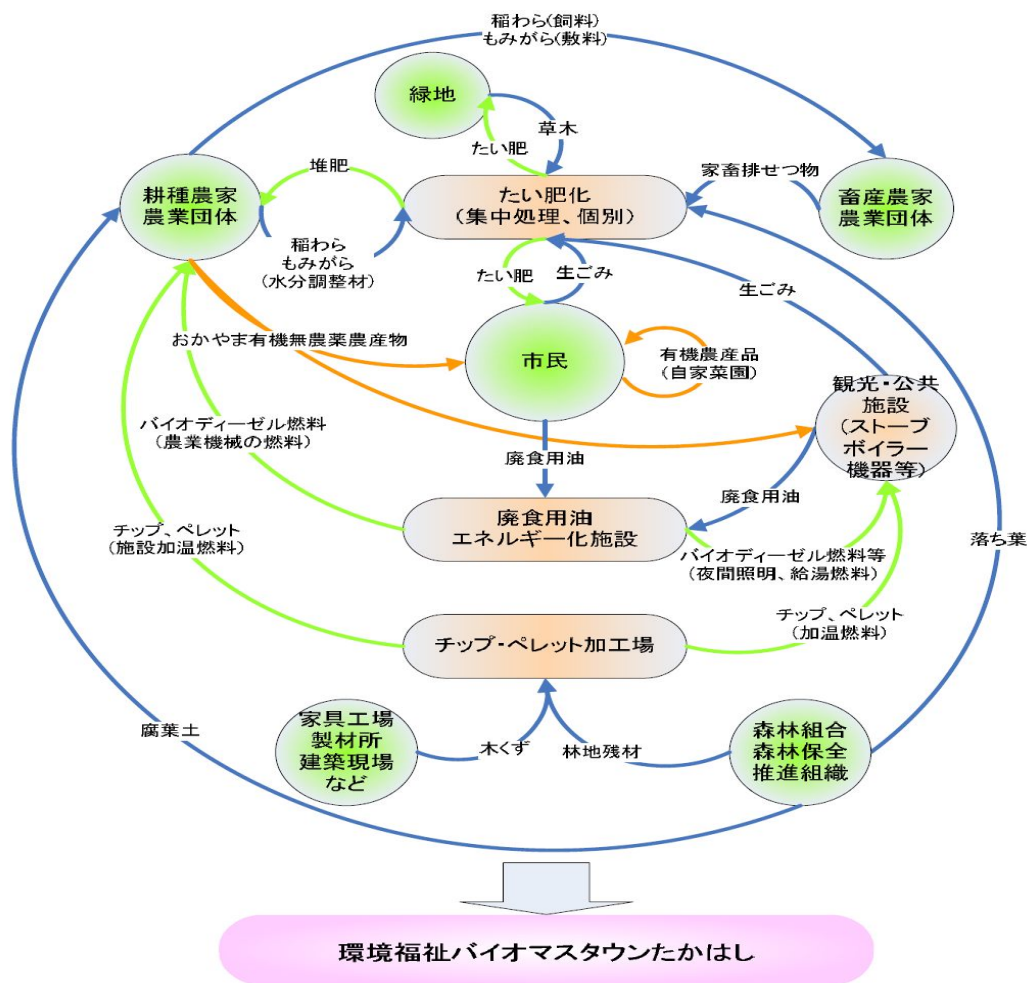 稲わら(飼料)
もみがら(敷料)
緑地
草木
たい肥
家畜排せつ物
堆肥
耕種農家
農業団体
たい肥化
(集中処理、個別)
畜産農家
農業団体
稲わら
もみがら
(水分調整材)
たい肥
生ごみ
生ごみ
おかやま有機無農薬農産物
市民
有機農産品
(自家菜園)
観光・公共
施設
(ストーブ
ボイラー
機器等)
バイオディーゼル燃料
(農業機械の燃料)
廃食用油
廃食用油
廃食用油
エネルギー化施設
チップ、ペレット
(施設加温燃料)
バイオディーゼル燃料等
(夜間照明、給湯燃料)
落ち葉
チップ、ペレット
(加温燃料)
チップ・ペレット加工場
腐葉土
家具工場
製材所
建築現場
など
木くず
林地残材
森林組合
森林保全
推進組織
環境福祉バイオマスタウンたかはし